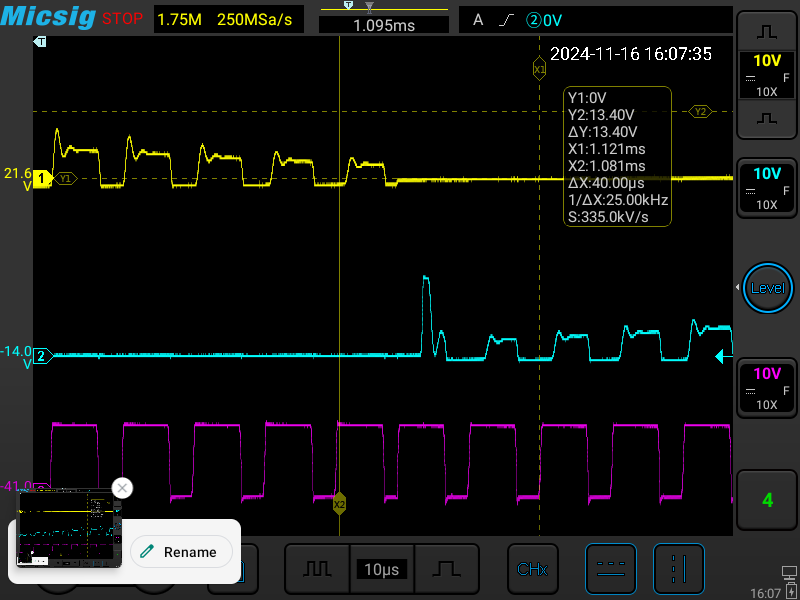 Micsig STOP 1.75M 250MSa/s T 1.095ms A ②0V
T
2024-11-16 16:07:35
10V
F
10X
X1
Y1:0V
Y2:13.40V
ΔY:13.40V
X1:1.121ms
X2:1.081ms
ΔX:40.00μs
1/ΔX:25.00kHz
S:335.0kV/s
Y2
21.6
V
1
Y1
10V
F
10X
Level
-14.0
V
2
10V
F
10X
-41.0
X2
4
Rename
10μs
CHx
16:07